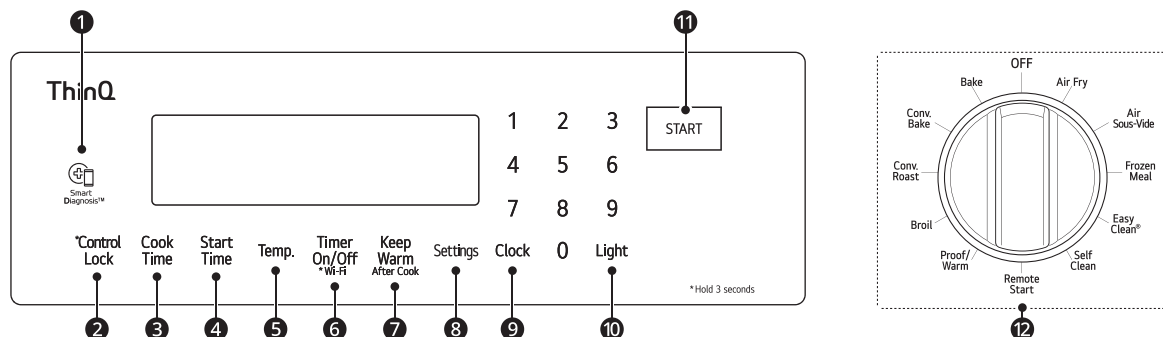 1
11
ThinQ
OFF
Bake
Air Fry
Conv.
Bake
Air
Sous-Vide
1 2 3
START
4 5 6
Conv.
Roast
Frozen
Meal
Smart
Diagnosis™
7 8 9
Broil
Easy
Clean®
*Control
Lock
Cook
Time
Start
Time
Temp.
Timer
On/Off
*Wi-Fi
Keep
Warm
After Cook
Settings
Clock
0
Light
Proof/
Warm
Self
Clean
Remote
Start
*Hold 3 seconds
2 3 4 5 6 7 8 9 10 12